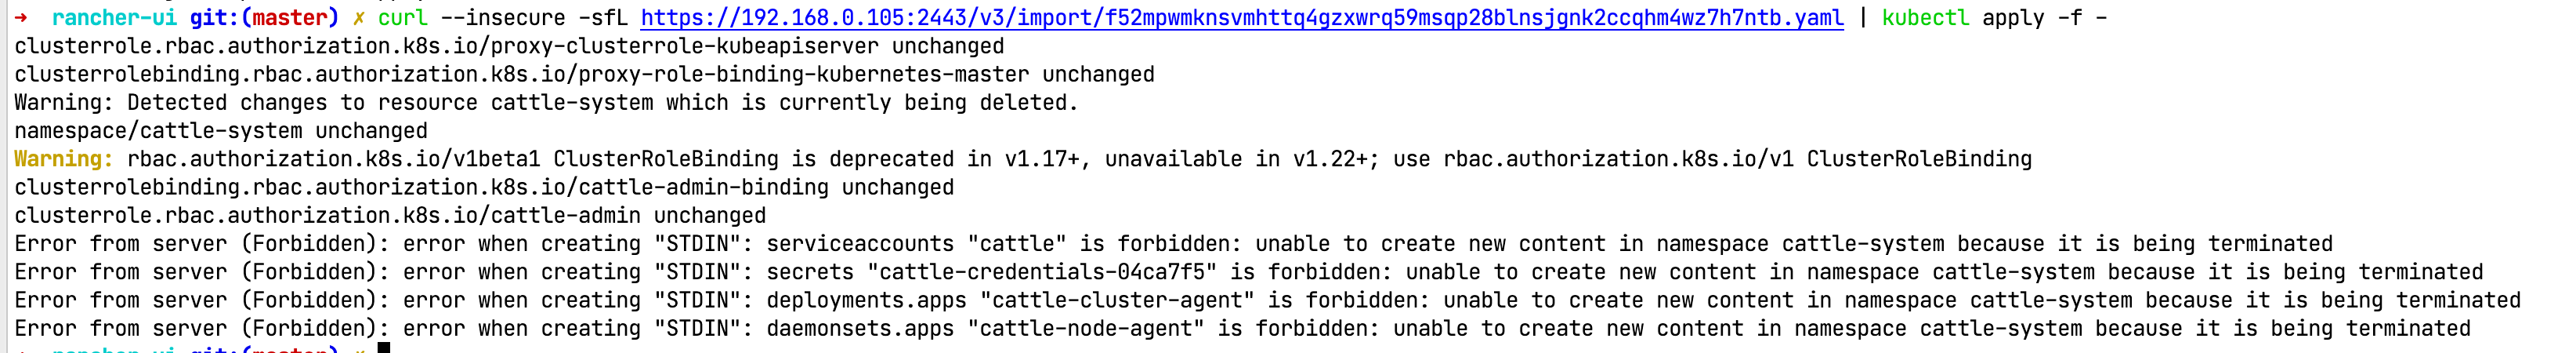 → rancher-ui git:(master) ✗ curl --insecure -sfL https://192.168.0.105:2443/v3/import/f52mpwmknsvmhttq4gzxwrq59msqp28blnsjgnk2ccqhm4wz7h7ntb.yaml | kubectl apply -f -
clusterrole.rbac.authorization.k8s.io/proxy-clusterrole-kubeapiserver unchanged
clusterrolebinding.rbac.authorization.k8s.io/proxy-role-binding-kubernetes-master unchanged
Warning: Detected changes to resource cattle-system which is currently being deleted.
namespace/cattle-system unchanged
Warning: rbac.authorization.k8s.io/v1beta1 ClusterRoleBinding is deprecated in v1.17+, unavailable in v1.22+; use rbac.authorization.k8s.io/v1 ClusterRoleBinding
clusterrolebinding.rbac.authorization.k8s.io/cattle-admin-binding unchanged
clusterrole.rbac.authorization.k8s.io/cattle-admin unchanged
Error from server (Forbidden): error when creating "STDIN": serviceaccounts "cattle" is forbidden: unable to create new content in namespace cattle-system because it is being terminated
Error from server (Forbidden): error when creating "STDIN": secrets "cattle-credentials-04ca7f5" is forbidden: unable to create new content in namespace cattle-system because it is being terminated
Error from server (Forbidden): error when creating "STDIN": deployments.apps "cattle-cluster-agent" is forbidden: unable to create new content in namespace cattle-system because it is being terminated
Error from server (Forbidden): error when creating "STDIN": daemonsets.apps "cattle-node-agent" is forbidden: unable to create new content in namespace cattle-system because it is being terminated
→ rancher-ui git:(master) ✗